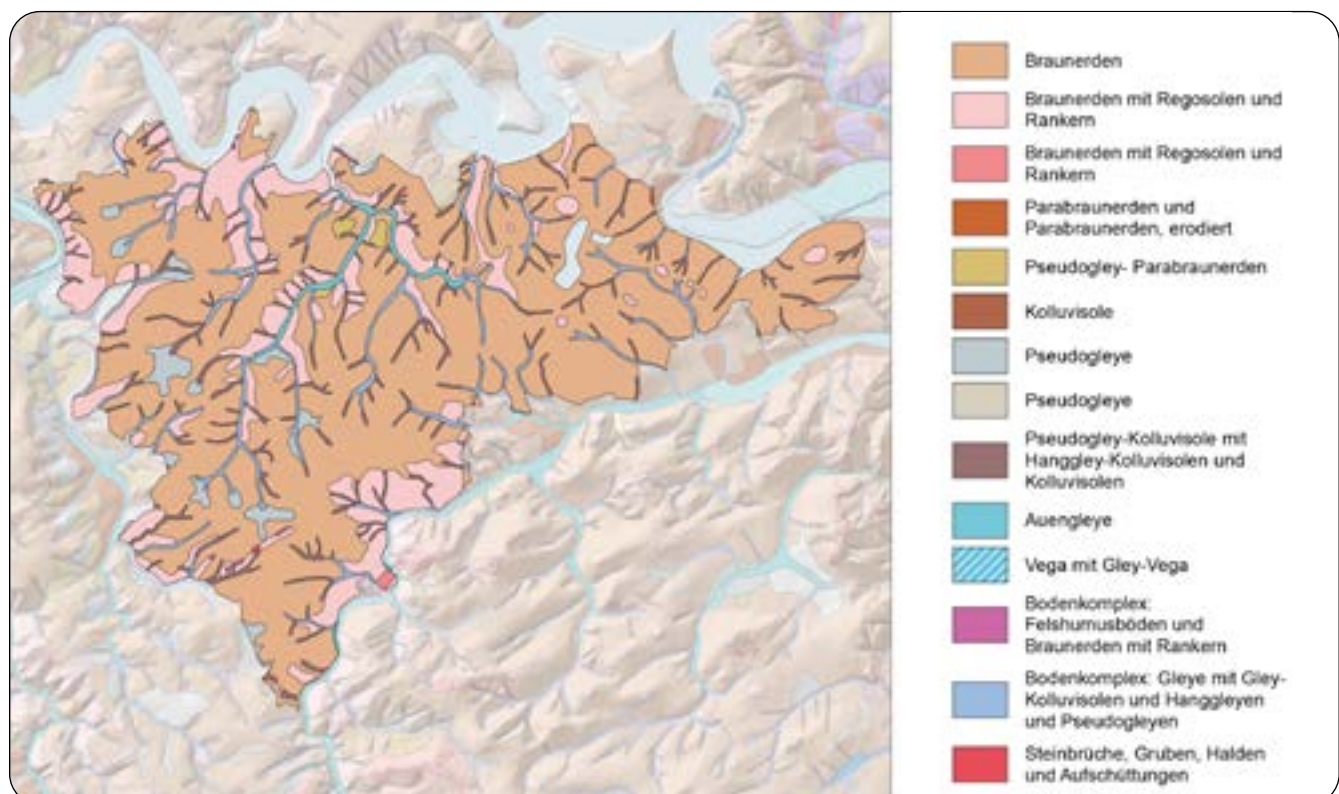 Braunerden
Braunerden mit Regosolen und
Rankern
Braunerden mit Regosolen und
Rankern
Parabraunerden und
Parabraunerden, erodiert
Pseudogley- Parabraunerden
Kolluvisole
Pseudogleye
Pseudogleye
Pseudogley-Kolluvisole mit
Hanggley-Kolluvisolen und
Kolluvisolen
Auengleye
Vega mit Gley-Vega
Bodenkomplex:
Felshumusböden und
Braunerden mit Rankern
Bodenkomplex: Gleye mit Gley-
Kolluvisolen und Hanggleyen
und Pseudogleyen
Steinbrüche, Gruben, Halden
und Aufschüttungen